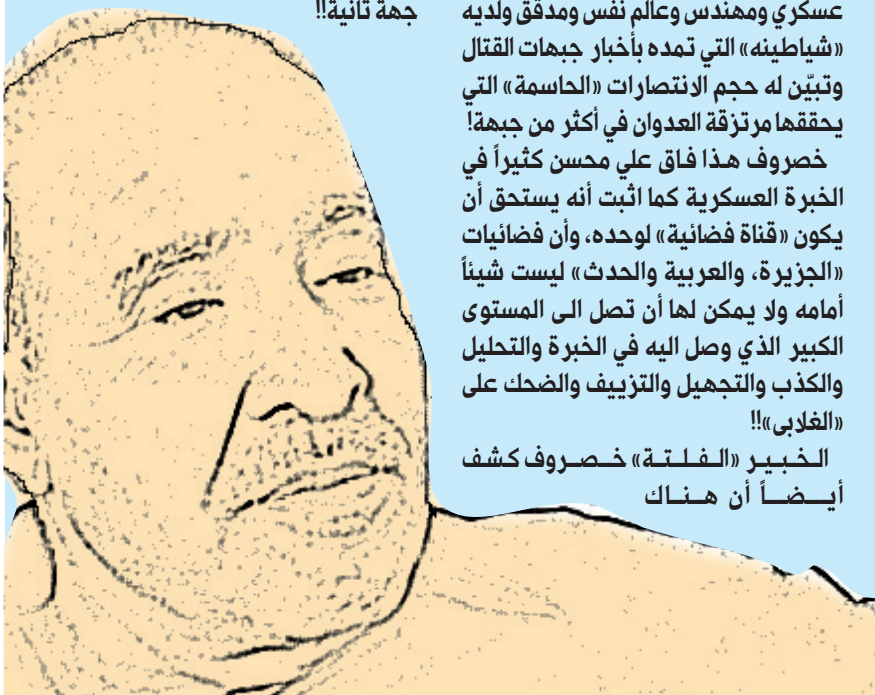 عسكري ومهندس وعالم نفس ومدقق ولديه
«شياطينه» التي تمده بأخبار جبهات القتال
وتبيّن له حجم الانتصارات «الحاسمة» التي
يحققها مرتزقة العدوان في أكثر من جبهة!
خصروف هذا فاق علي محسن كثيراً في
الخبرة العسكرية كما اثبت أنه يستحق أن
يكون «قناة فضائية» لوحده، وأن فضائيات
«الجزيرة، والعربية والحدث» ليست شيئاً
أمامه ولا يمكن لها أن تصل الى المستوى
الكبير الذي وصل اليه في الخبرة والتحليل
والكذب والتجهيل والتزييف والضحك على
«الغلابى»!!
الخبير «الفلتة» خصروف كشف
أيضاً أن هناك
جهة ثانية!!